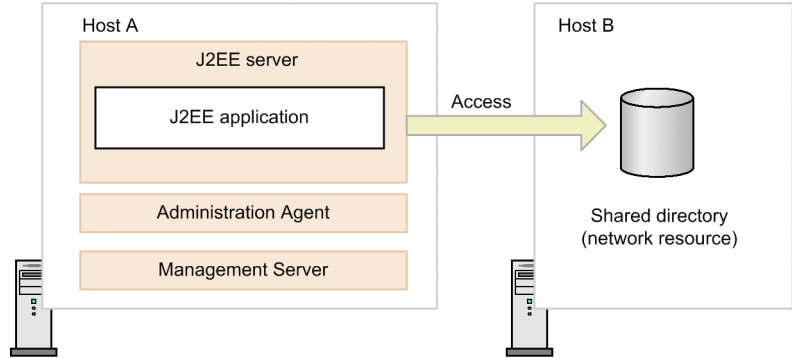 Host A
J2EE server
J2EE application
Administration Agent
Management Server
Access
Host B
Shared directory
(network resource)